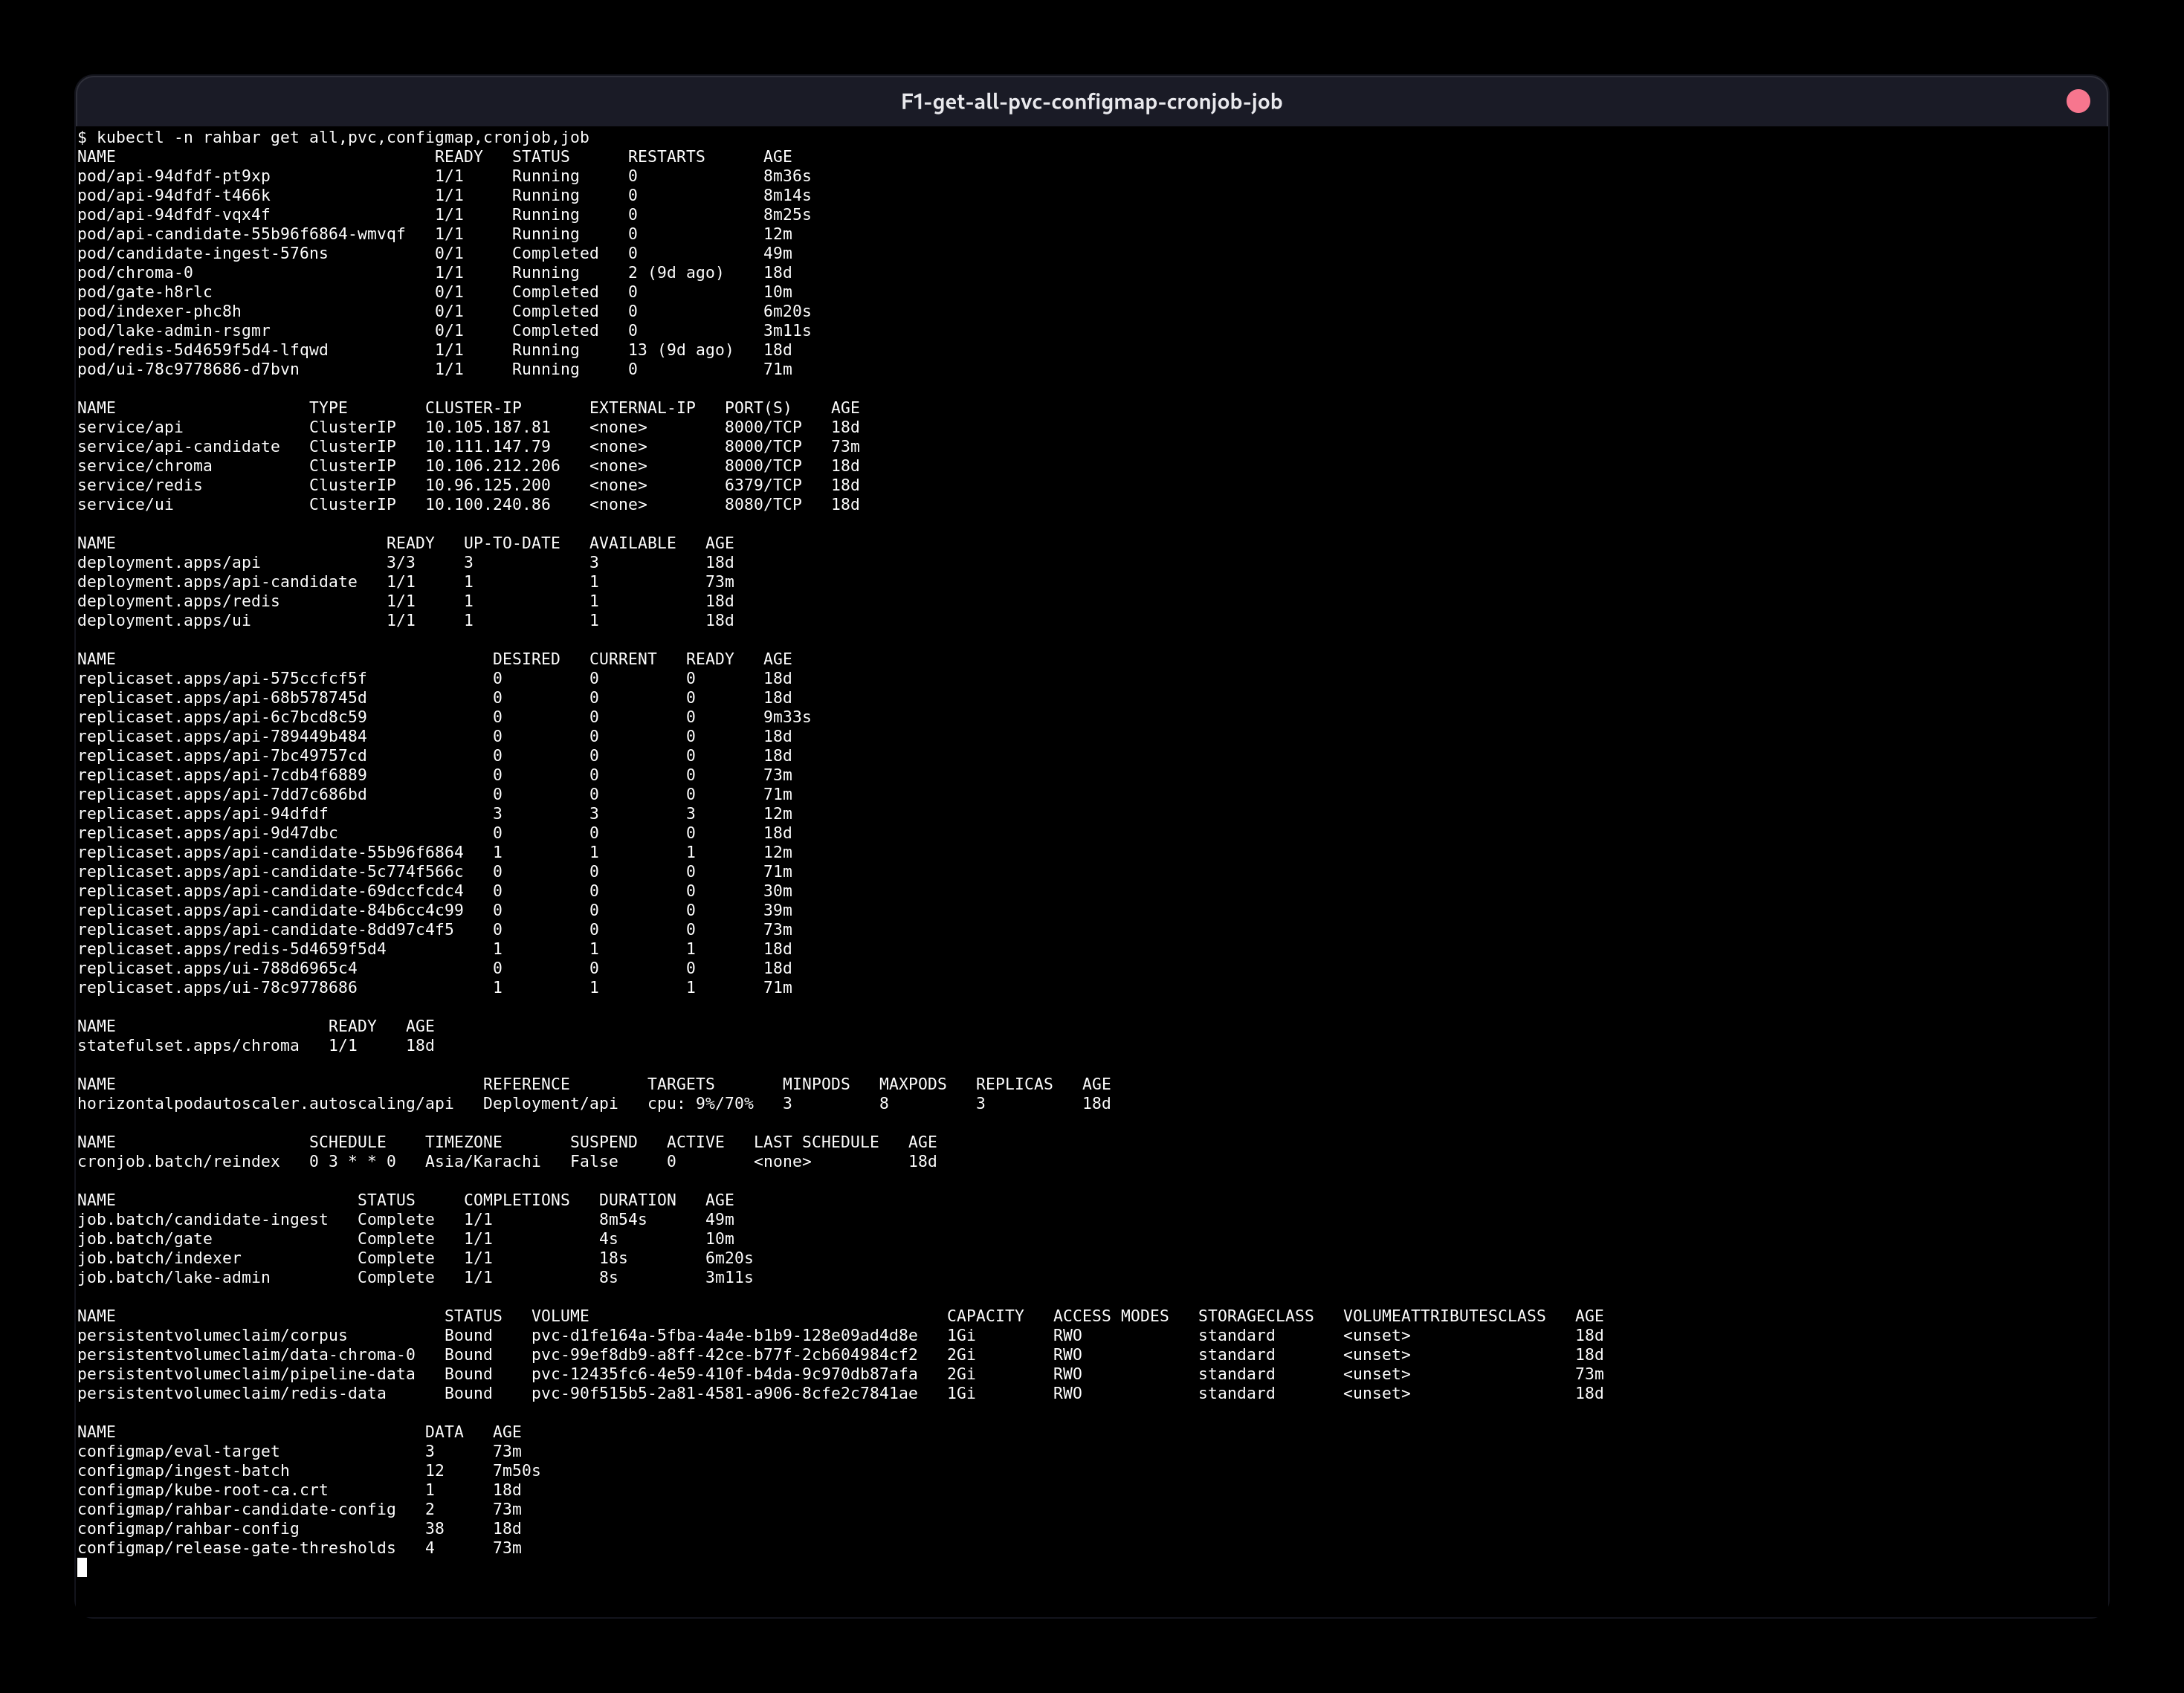 F1-get-all-pvc-configmap-cronjob-job
$ kubectl -n rahbar get all,pvc,configmap,cronjob,job
NAME                                 READY   STATUS      RESTARTS      AGE
pod/api-94dfdf-pt9xp                 1/1     Running     0             8m36s
pod/api-94dfdf-t466k                 1/1     Running     0             8m14s
pod/api-94dfdf-vqx4f                 1/1     Running     0             8m25s
pod/api-candidate-55b96f6864-wmvqf   1/1     Running     0             12m
pod/candidate-ingest-576ns           0/1     Completed   0             49m
pod/chroma-0                         1/1     Running     2 (9d ago)    18d
pod/gate-h8rlc                       0/1     Completed   0             10m
pod/indexer-phc8h                    0/1     Completed   0             6m20s
pod/lake-admin-rsgmr                 0/1     Completed   0             3m11s
pod/redis-5d4659f5d4-lfqwd           1/1     Running     13 (9d ago)   18d
pod/ui-78c9778686-d7bvn              1/1     Running     0             71m

NAME                    TYPE        CLUSTER-IP       EXTERNAL-IP   PORT(S)    AGE
service/api             ClusterIP   10.105.187.81    <none>        8000/TCP   18d
service/api-candidate   ClusterIP   10.111.147.79    <none>        8000/TCP   73m
service/chroma          ClusterIP   10.106.212.206   <none>        8000/TCP   18d
service/redis           ClusterIP   10.96.125.200    <none>        6379/TCP   18d
service/ui              ClusterIP   10.100.240.86    <none>        8080/TCP   18d

NAME                            READY   UP-TO-DATE   AVAILABLE   AGE
deployment.apps/api             3/3     3            3           18d
deployment.apps/api-candidate   1/1     1            1           73m
deployment.apps/redis           1/1     1            1           18d
deployment.apps/ui              1/1     1            1           18d

NAME                                       DESIRED   CURRENT   READY   AGE
replicaset.apps/api-575ccfcf5f             0         0         0       18d
replicaset.apps/api-68b578745d             0         0         0       18d
replicaset.apps/api-6c7bcd8c59             0         0         0       9m33s
replicaset.apps/api-789449b484             0         0         0       18d
replicaset.apps/api-7bc49757cd             0         0         0       18d
replicaset.apps/api-7cdb4f6889             0         0         0       73m
replicaset.apps/api-7dd7c686bd             0         0         0       71m
replicaset.apps/api-94dfdf                 3         3         3       12m
replicaset.apps/api-9d47dbc                0         0         0       18d
replicaset.apps/api-candidate-55b96f6864   1         1         1       12m
replicaset.apps/api-candidate-5c774f566c   0         0         0       71m
replicaset.apps/api-candidate-69dccfcdc4   0         0         0       30m
replicaset.apps/api-candidate-84b6cc4c99   0         0         0       39m
replicaset.apps/api-candidate-8dd97c4f5    0         0         0       73m
replicaset.apps/redis-5d4659f5d4           1         1         1       18d
replicaset.apps/ui-788d6965c4              0         0         0       18d
replicaset.apps/ui-78c9778686              1         1         1       71m

NAME                      READY   AGE
statefulset.apps/chroma   1/1     18d

NAME                                      REFERENCE        TARGETS       MINPODS   MAXPODS   REPLICAS   AGE
horizontalpodautoscaler.autoscaling/api   Deployment/api   cpu: 9%/70%   3         8         3          18d

NAME                    SCHEDULE    TIMEZONE       SUSPEND   ACTIVE   LAST SCHEDULE   AGE
cronjob.batch/reindex   0 3 * * 0   Asia/Karachi   False     0        <none>          18d

NAME                         STATUS     COMPLETIONS   DURATION   AGE
job.batch/candidate-ingest   Complete   1/1           8m54s      49m
job.batch/gate               Complete   1/1           4s         10m
job.batch/indexer            Complete   1/1           18s        6m20s
job.batch/lake-admin         Complete   1/1           8s         3m11s

NAME                                  STATUS   VOLUME                                     CAPACITY   ACCESS MODES   STORAGECLASS   VOLUMEATTRIBUTESCLASS   AGE
persistentvolumeclaim/corpus          Bound    pvc-d1fe164a-5fba-4a4e-b1b9-128e09ad4d8e   1Gi        RWO            standard       <unset>                 18d
persistentvolumeclaim/data-chroma-0   Bound    pvc-99ef8db9-a8ff-42ce-b77f-2cb604984cf2   2Gi        RWO            standard       <unset>                 18d
persistentvolumeclaim/pipeline-data   Bound    pvc-12435fc6-4e59-410f-b4da-9c970db87afa   2Gi        RWO            standard       <unset>                 73m
persistentvolumeclaim/redis-data      Bound    pvc-90f515b5-2a81-4581-a906-8cfe2c7841ae   1Gi        RWO            standard       <unset>                 18d

NAME                                DATA   AGE
configmap/eval-target               3      73m
configmap/ingest-batch              12     7m50s
configmap/kube-root-ca.crt          1      18d
configmap/rahbar-candidate-config   2      73m
configmap/rahbar-config             38     18d
configmap/release-gate-thresholds   4      73m